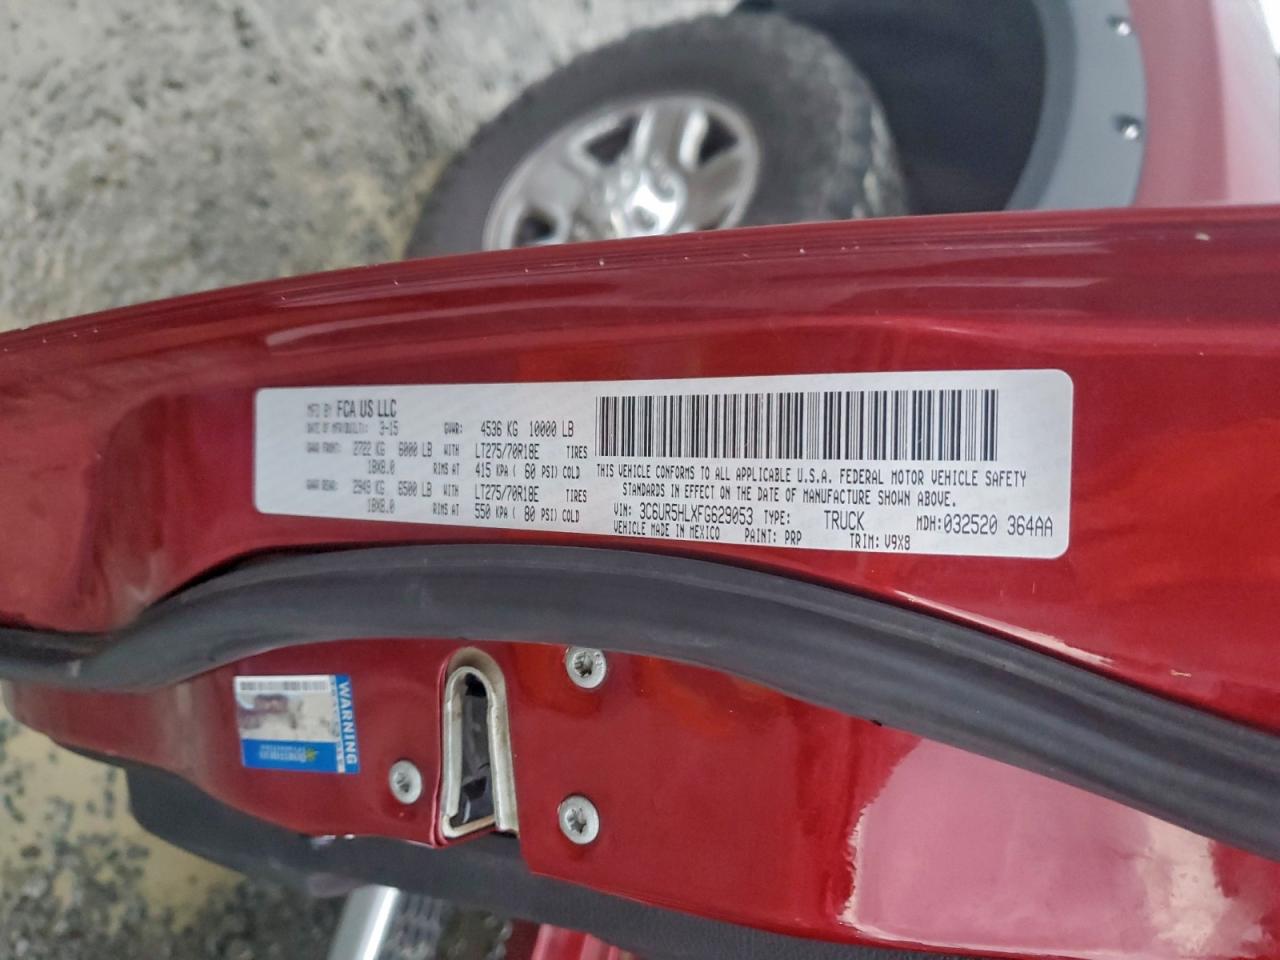 MFD BY FCA US LLC
DATE OF MFR(BUILT): 3-15 GVWR: 4536 KG 10000 LB
GAWR FRONT: 2722 KG 6000 LB WITH LT275/70R18E TIRES
18X8.0 RIMS AT 415 KPA ( 60 PSI) COLD
GAWR REAR: 2949 KG 6500 LB WITH LT275/70R18E TIRES
18X8.0 RIMS AT 550 KPA ( 80 PSI) COLD
THIS VEHICLE CONFORMS TO ALL APPLICABLE U.S.A. FEDERAL MOTOR VEHICLE SAFETY
STANDARDS IN EFFECT ON THE DATE OF MANUFACTURE SHOWN ABOVE.
VIN: 3C6UR5HLXFG629053 TYPE: TRUCK MDH:032520 364AA
VEHICLE MADE IN MEXICO PAINT: PRP TRIM: V9X8
WARNING